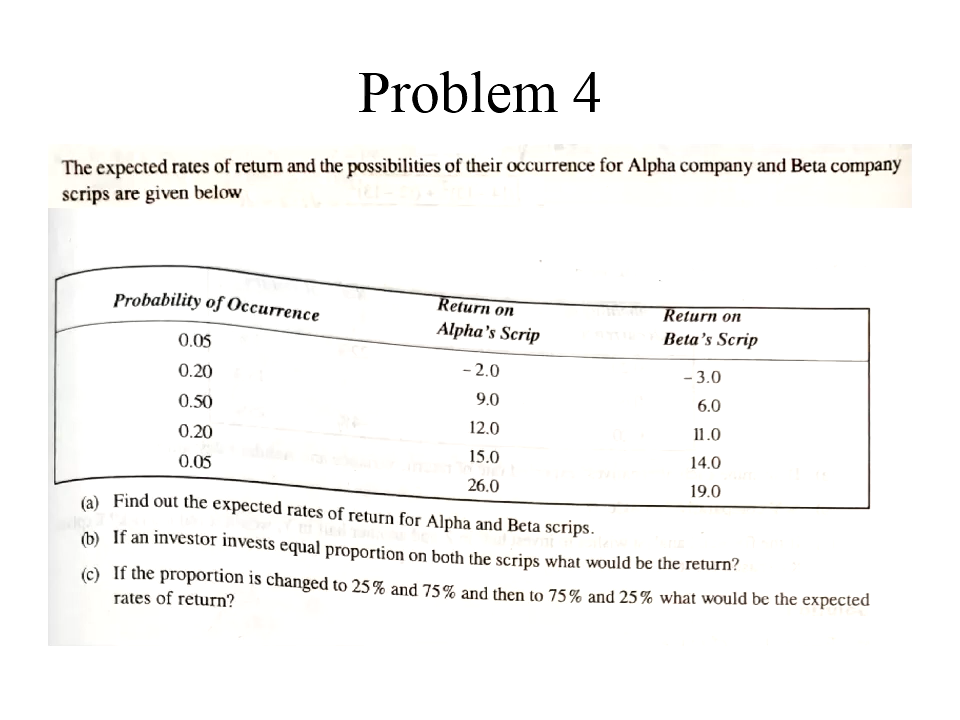 Problem 4
The expected rates of return and the possibilities of their occurrence for Alpha company and Beta company
scrips are given below
Probability of Occurrence Return on Alpha's Scrip Return on Beta's Scrip
0.05 - 2.0 - 3.0
0.20 9.0 6.0
0.50 12.0 11.0
0.20 15.0 14.0
0.05 26.0 19.0
(a) Find out the expected rates of return for Alpha and Beta scrips.
(b) If an investor invests equal proportion on both the scrips what would be the return?
(c) If the proportion is changed to 25% and 75% and then to 75% and 25% what would be the expected
rates of return?